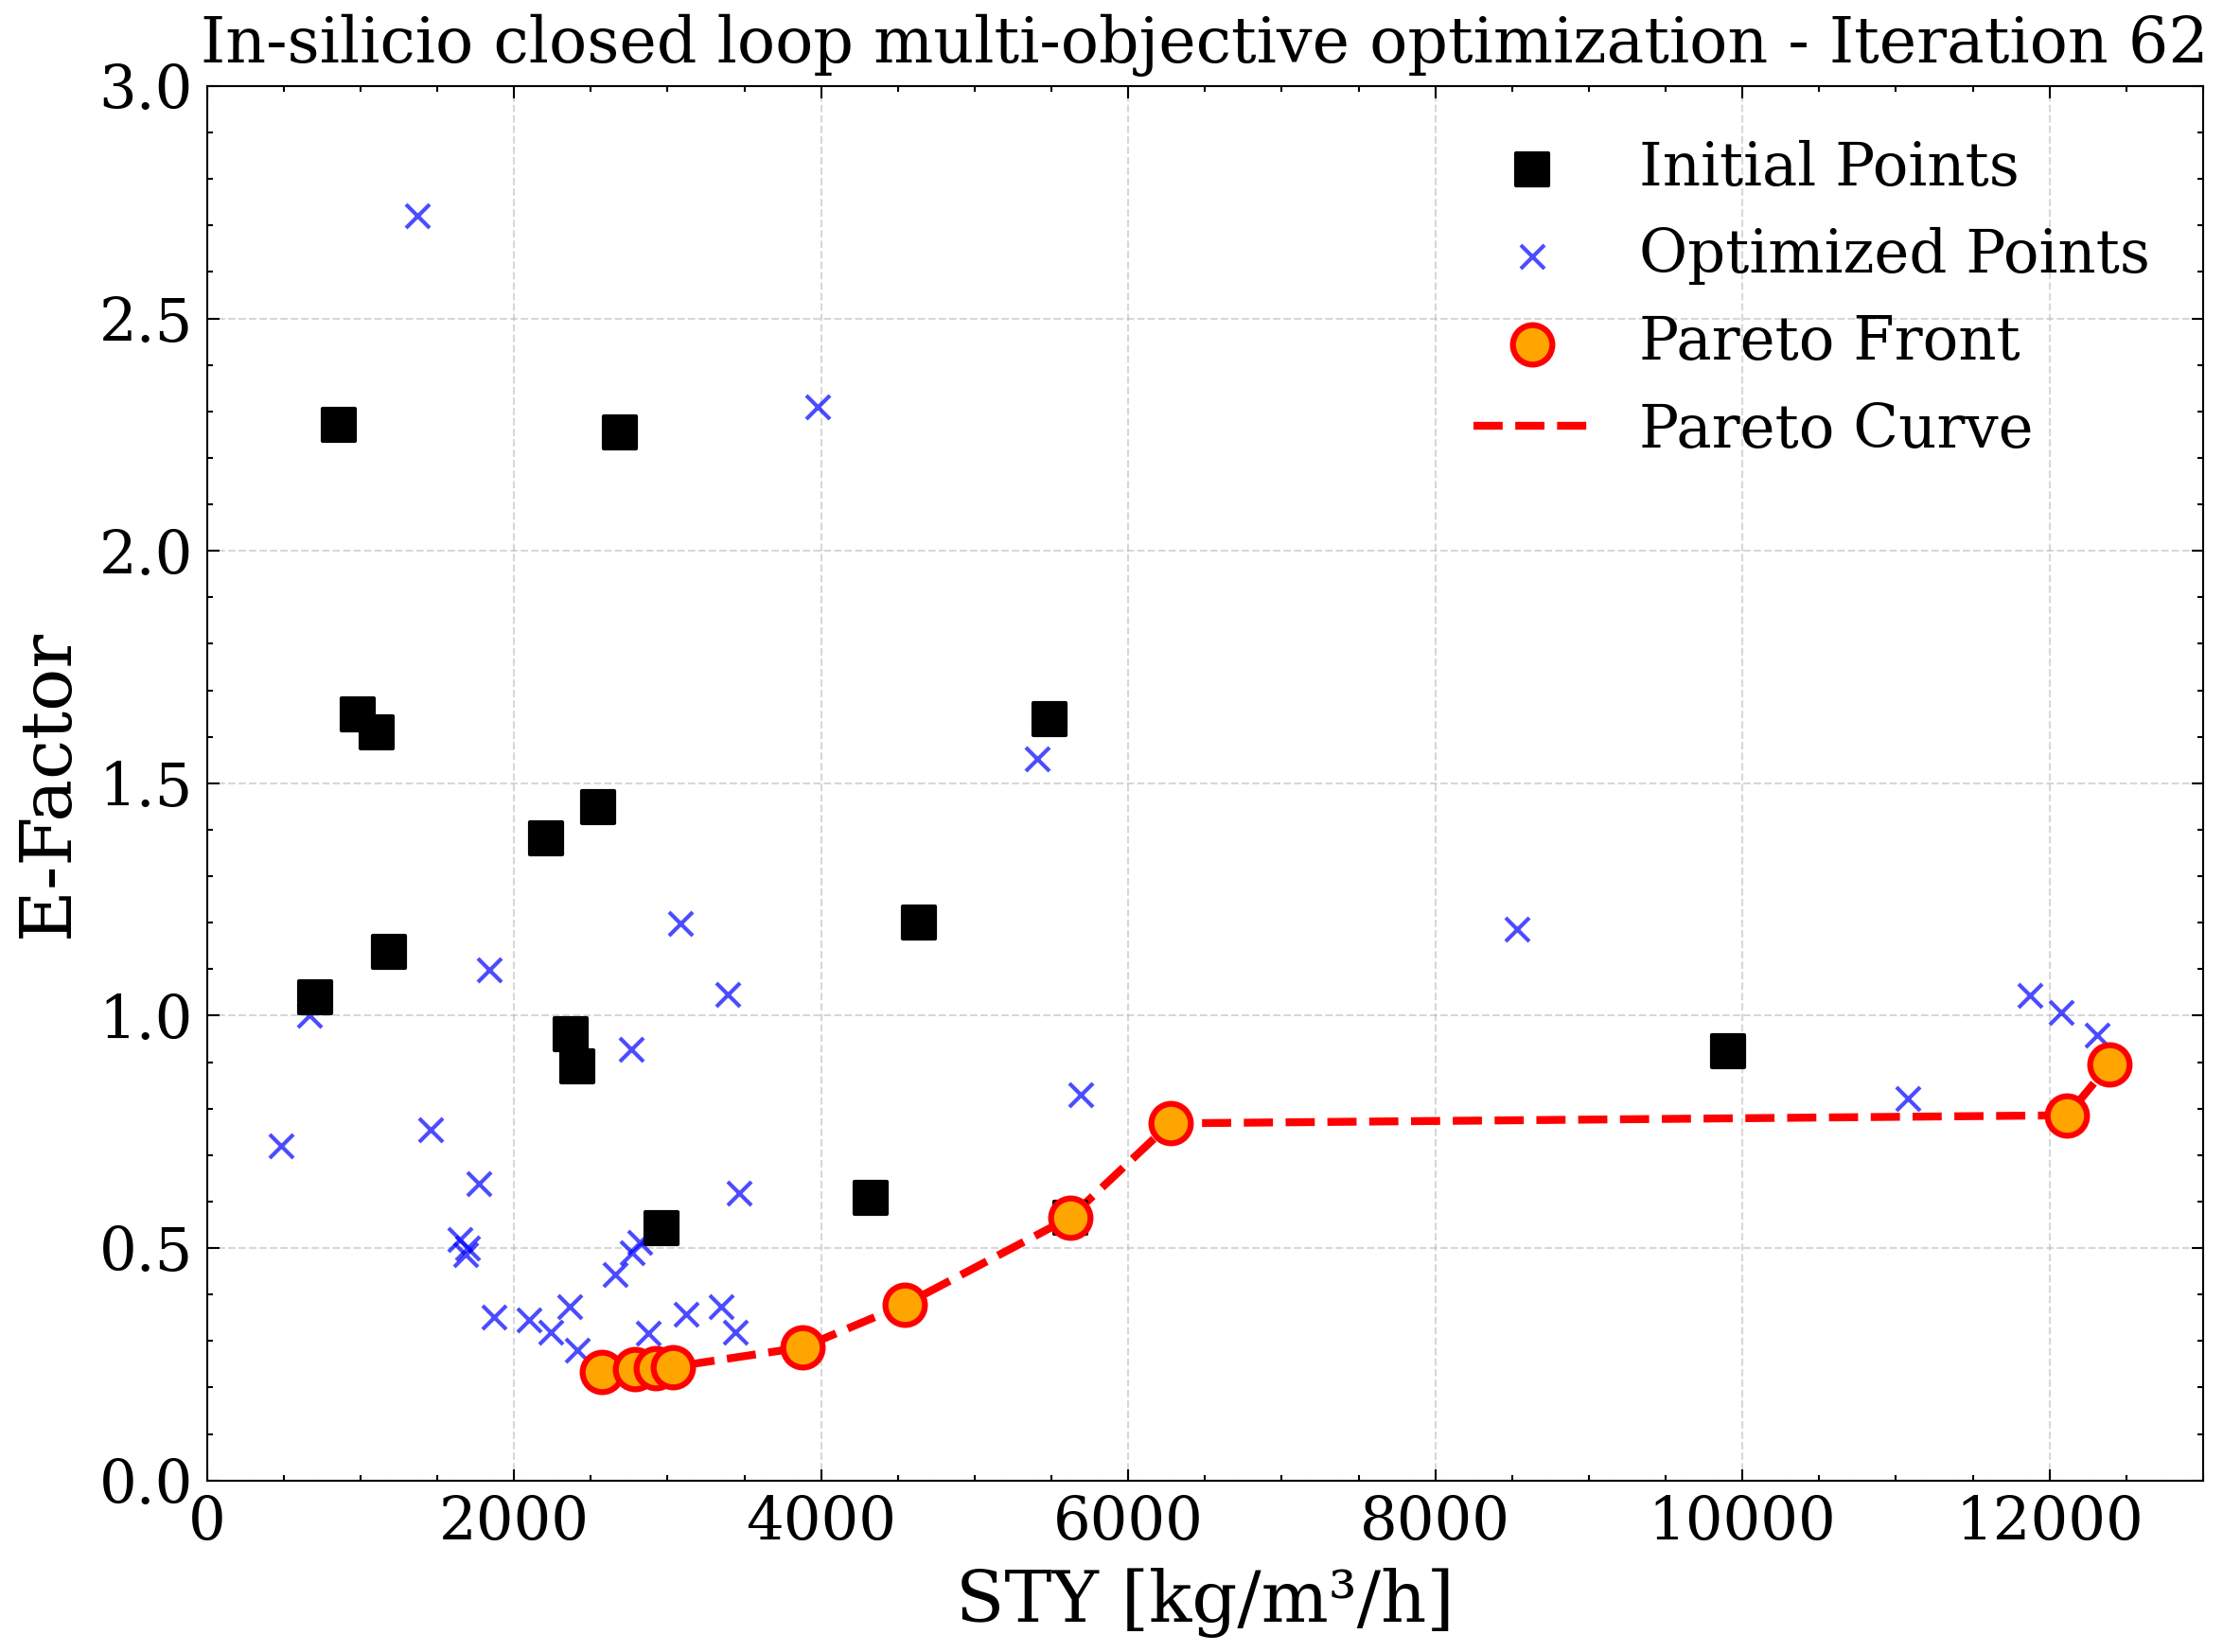 In-silicio closed loop multi-objective optimization - Iteration 62
3.0
2.5
2.0
1.5
1.0
0.5
0.0
E-Factor
Initial Points
Optimized Points
Pareto Front
Pareto Curve
0 2000 4000 6000 8000 10000 12000
STY [kg/m³/h]